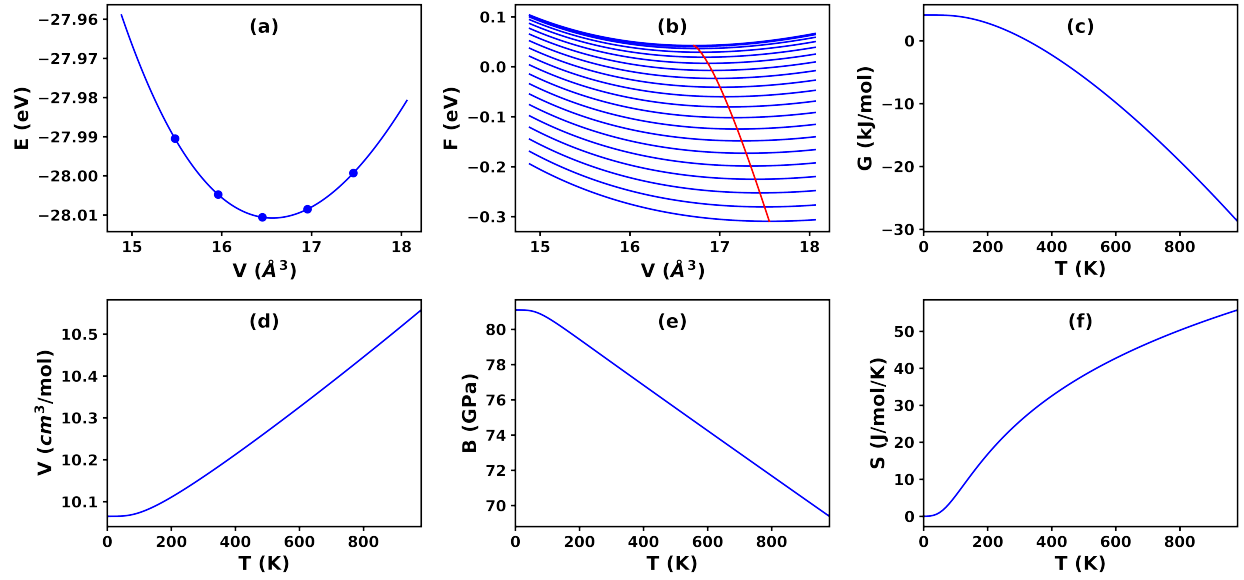 (a)
E (eV)
−27.96
−27.97
−27.98
−27.99
−28.00
−28.01
15 16 17 18
V (Å³)
(b)
F (eV)
0.1
0.0
−0.1
−0.2
−0.3
15 16 17 18
V (Å³)
(c)
G (kJ/mol)
0
−10
−20
−30
0 200 400 600 800
T (K)
(d)
V (cm³/mol)
10.5
10.4
10.3
10.2
10.1
0 200 400 600 800
T (K)
(e)
B (GPa)
80
78
76
74
72
70
0 200 400 600 800
T (K)
(f)
S (J/mol/K)
50
40
30
20
10
0
0 200 400 600 800
T (K)